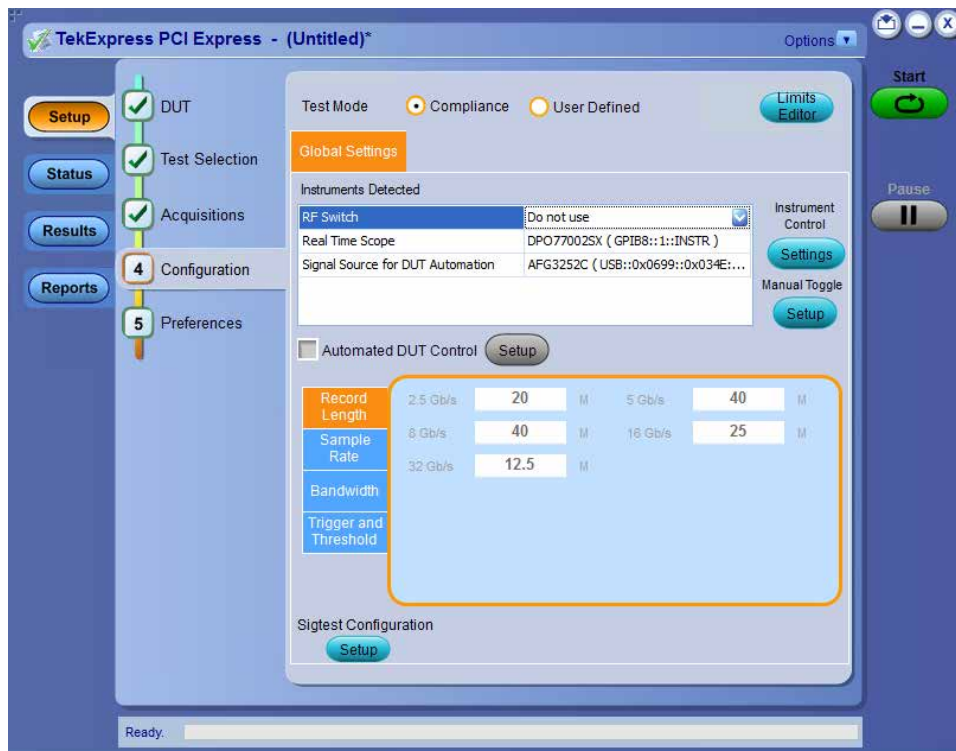 TekExpress PCI Express - (Untitled)*
Options
Start
Pause
Setup
Status
Results
Reports
DUT
Test Selection
Acquisitions
4 Configuration
5 Preferences
Test Mode Compliance User Defined
Limits
Editor
Global Settings
Instruments Detected
RF Switch Do not use
Real Time Scope DPO77002SX ( GPIB8::1::INSTR )
Signal Source for DUT Automation AFG3252C ( USB::0x0699::0x034E:...
Instrument
Control
Settings
Manual Toggle
Setup
Automated DUT Control Setup
Record
Length
Sample
Rate
Bandwidth
Trigger and
Threshold
2.5 Gb/s 20 M 5 Gb/s 40 M
8 Gb/s 40 M 16 Gb/s 25 M
32 Gb/s 12.5 M
Sigtest Configuration
Setup
Ready.